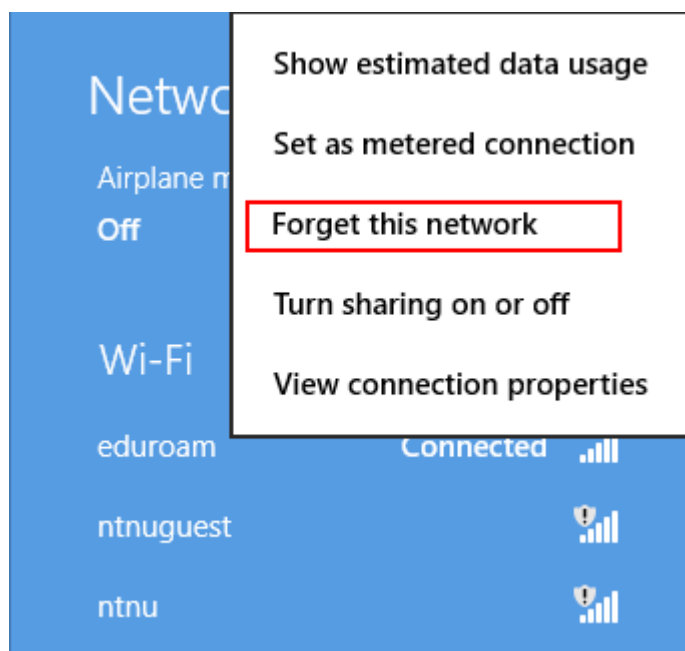 Show estimated data usage
Set as metered connection
Forget this network
Turn sharing on or off
View connection properties
Netwo
Airplane m
Off
Wi-Fi
eduroam Connected
ntnuguest
ntnu